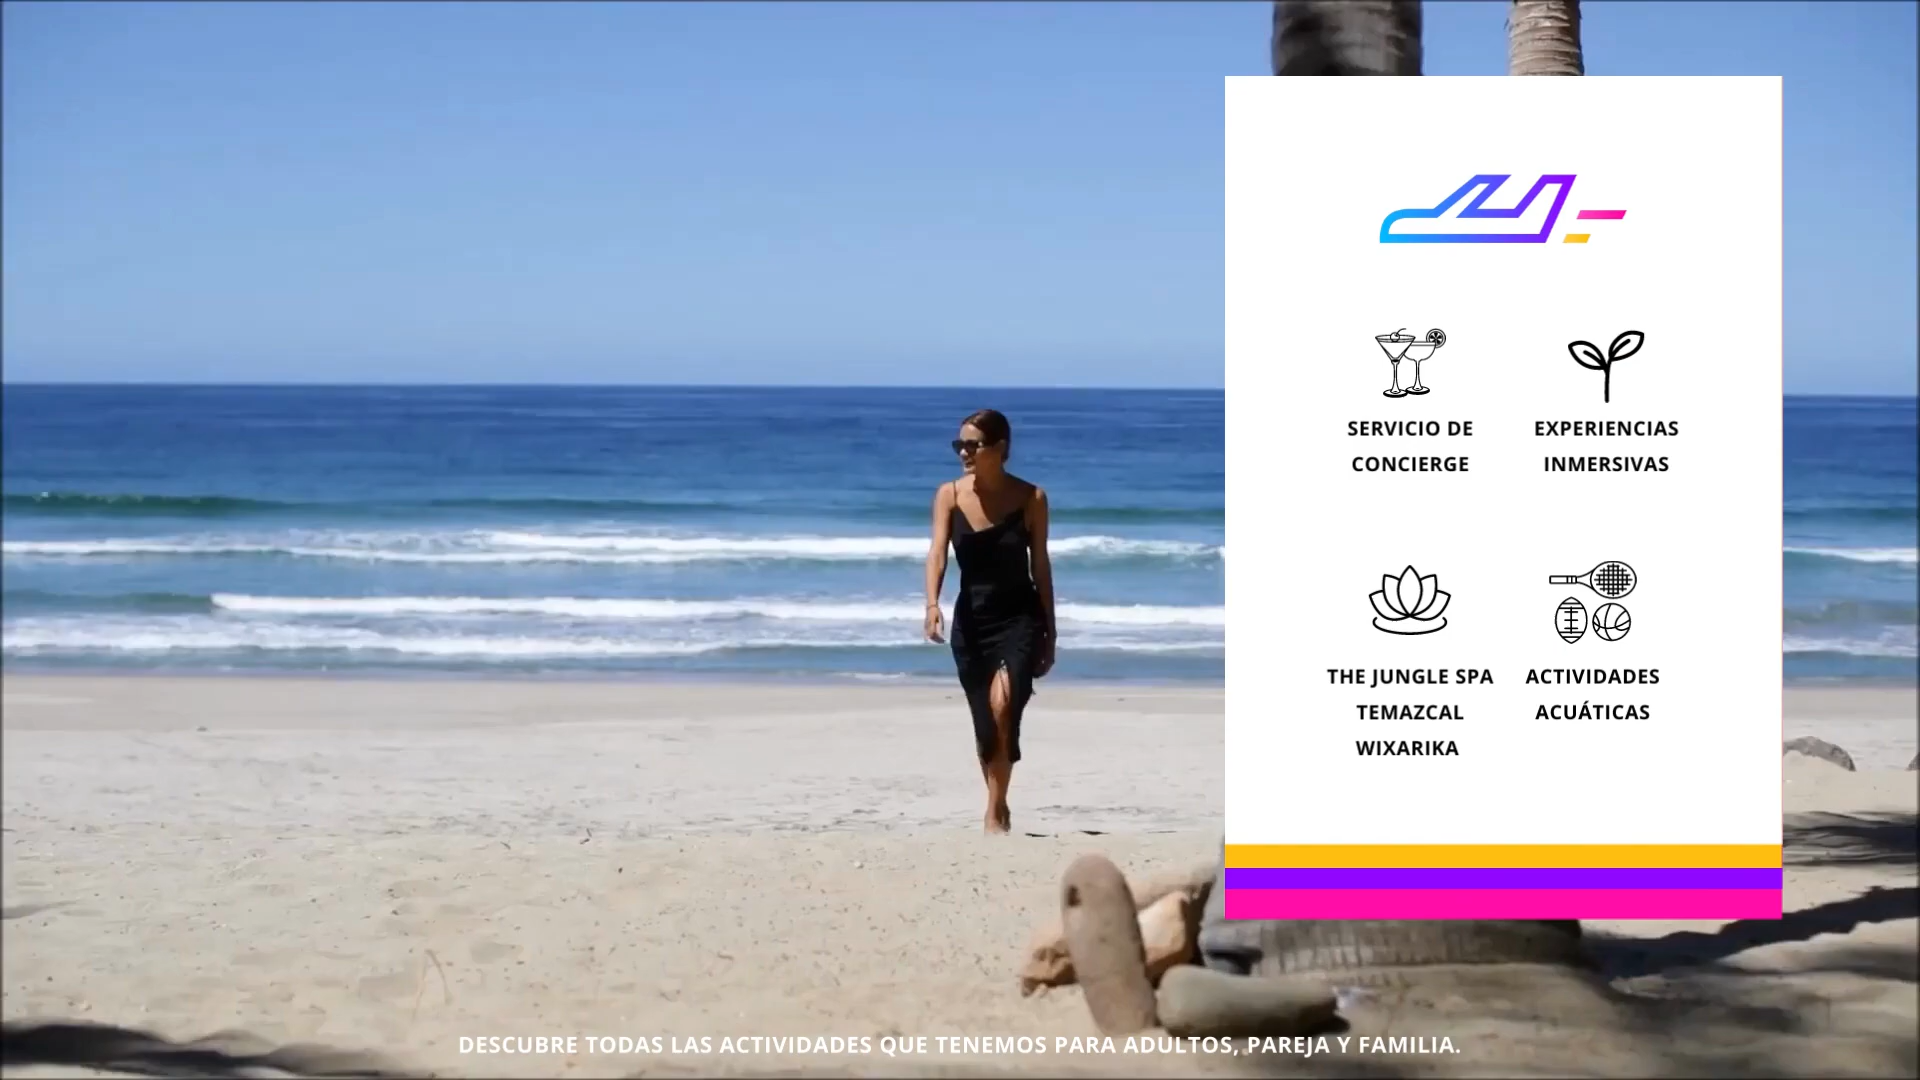 SERVICIO DE
CONCIERGE
EXPERIENCIAS
INMERSIVAS
THE JUNGLE SPA
TEMAZCAL
WIXARIKA
ACTIVIDADES
ACUÁTICAS
DESCUBRE TODAS LAS ACTIVIDADES QUE TENEMOS PARA ADULTOS, PAREJA Y FAMILIA.